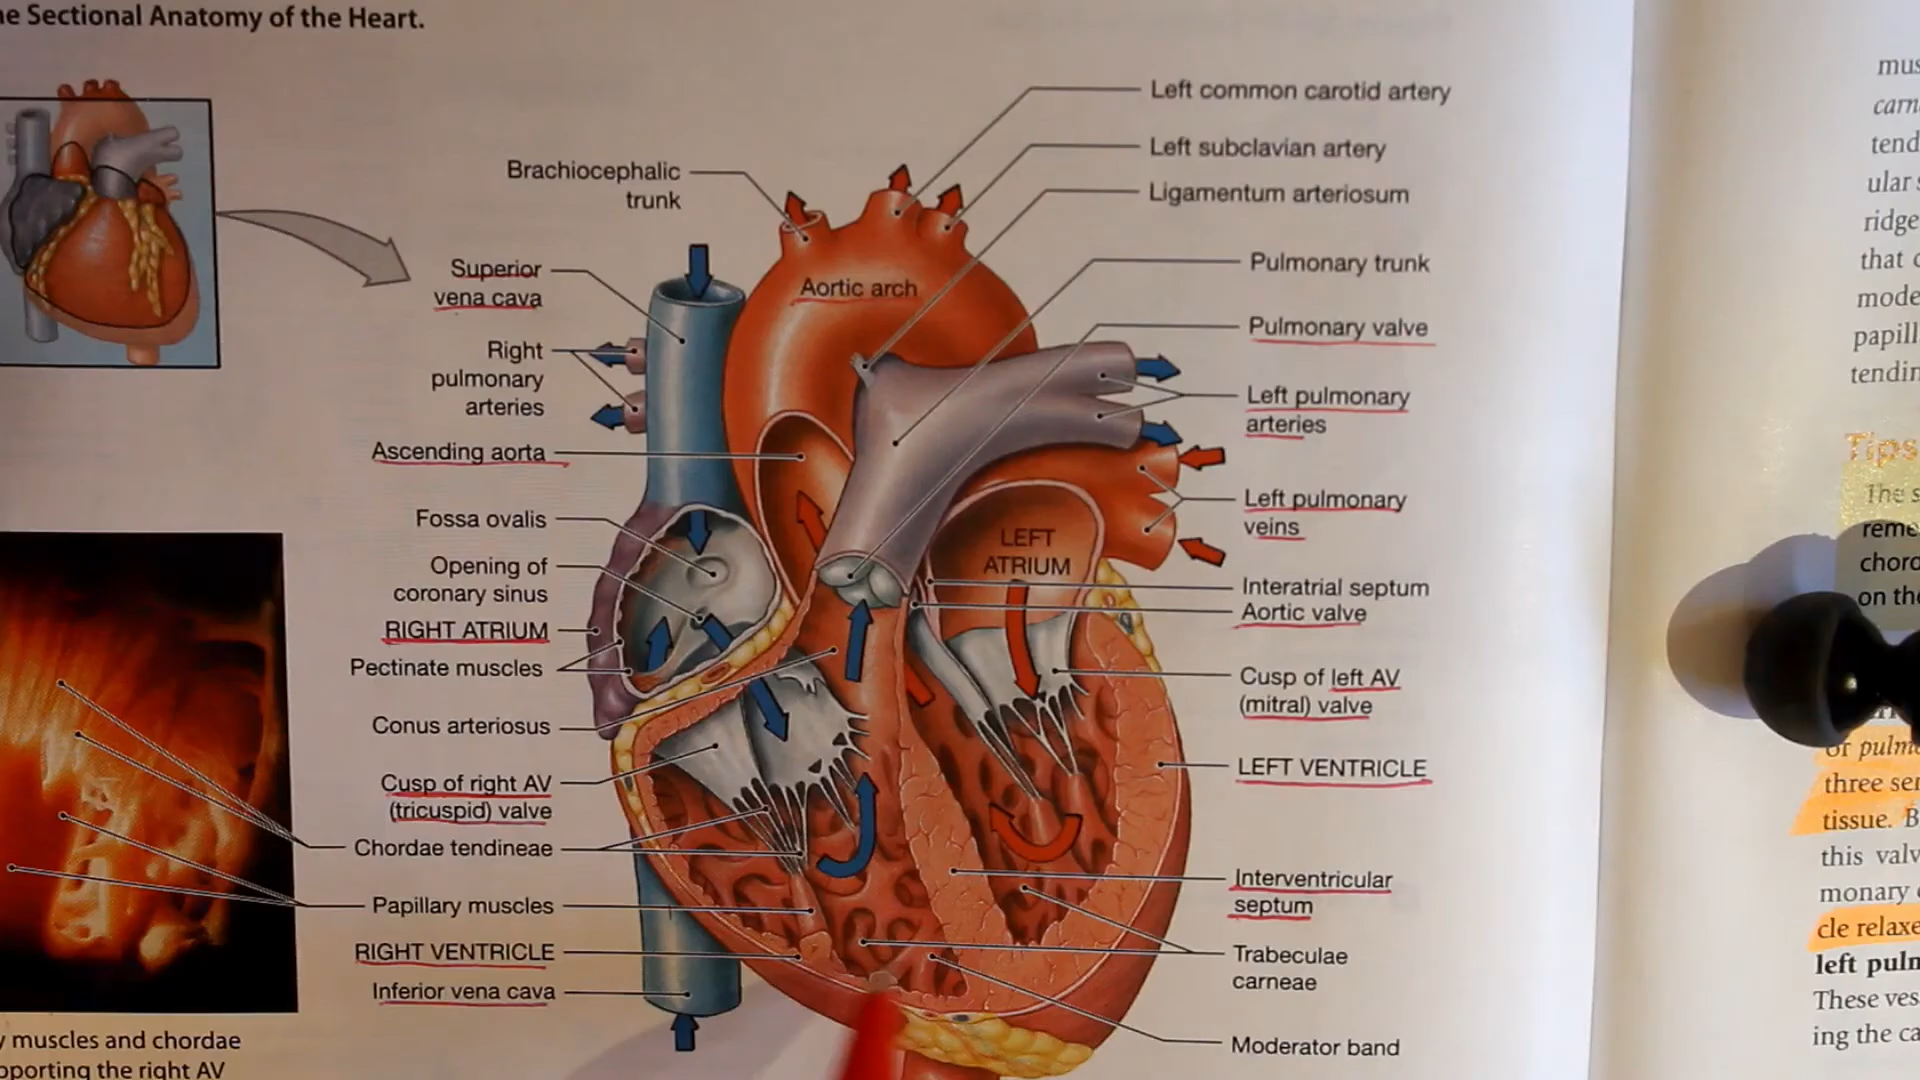 e Sectional Anatomy of the Heart.
Left common carotid artery
Left subclavian artery
Ligamentum arteriosum
Brachiocephalic
trunk
Pulmonary trunk
Superior
vena cava
Aortic arch
Pulmonary valve
Right
pulmonary
arteries
Left pulmonary
arteries
Ascending aorta
Left pulmonary
veins
Fossa ovalis
LEFT
ATRIUM
Opening of
coronary sinus
Interatrial septum
Aortic valve
RIGHT ATRIUM
Pectinate muscles
Cusp of left AV
(mitral) valve
Conus arteriosus
Cusp of right AV
(tricuspid) valve
LEFT VENTRICLE
Chordae tendineae
Interventricular
septum
Papillary muscles
RIGHT VENTRICLE
Trabeculae
carneae
Inferior vena cava
Moderator band
y muscles and chordae
pporting the right AV
mus
carn
tend
ular s
ridge
that c
mode
papill
tendin
Tips
The s
reme
chord
on the
of pulm
three ser
tissue. B
this valv
monary
cle relaxe
left pulm
These ves
ing the ca